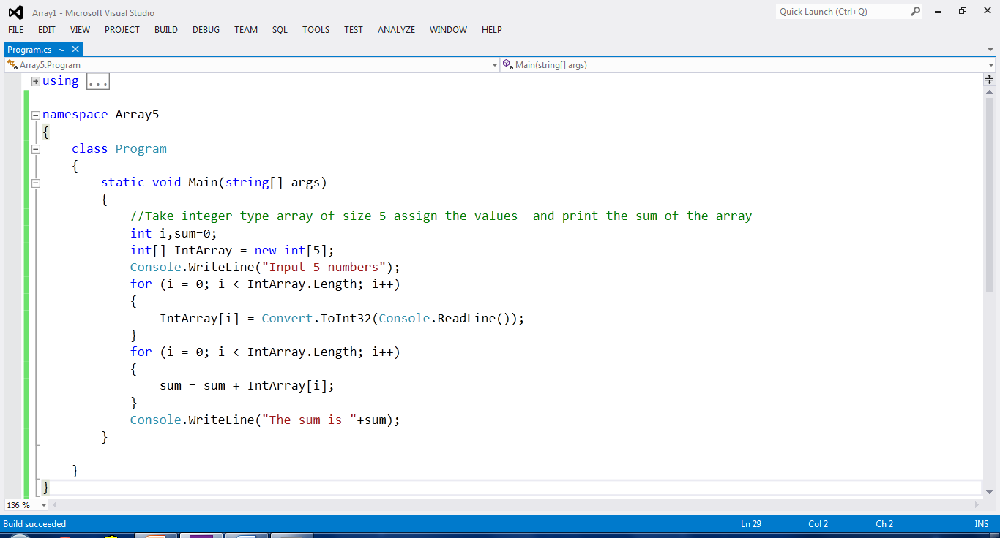 Array1 - Microsoft Visual Studio
Quick Launch (Ctrl+Q)
FILE EDIT VIEW PROJECT BUILD DEBUG TEAM SQL TOOLS TEST ANALYZE WINDOW HELP
Program.cs
Array5.Program
Main(string[] args)
using ...
namespace Array5
{
class Program
{
static void Main(string[] args)
{
//Take integer type array of size 5 assign the values  and print the sum of the array
int i,sum=0;
int[] IntArray = new int[5];
Console.WriteLine("Input 5 numbers");
for (i = 0; i < IntArray.Length; i++)
{
IntArray[i] = Convert.ToInt32(Console.ReadLine());
}
for (i = 0; i < IntArray.Length; i++)
{
sum = sum + IntArray[i];
}
Console.WriteLine("The sum is "+sum);
}
}
}
136 %
Build succeeded
Ln 29 Col 2 Ch 2 INS